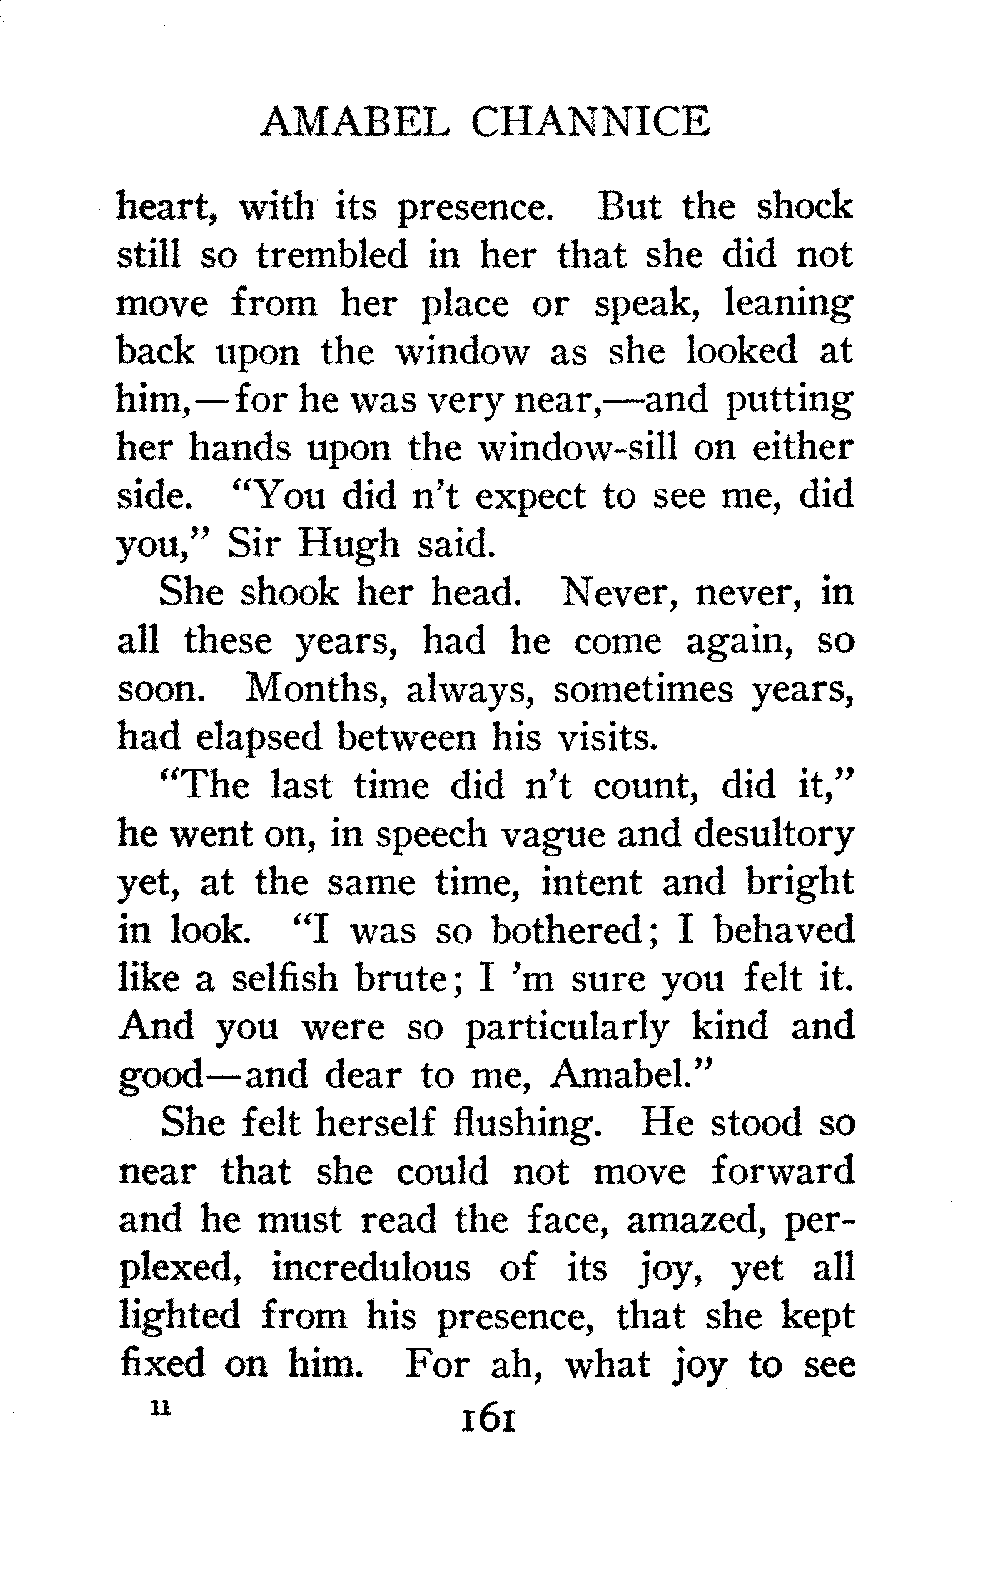 AMABEL CHANNICE
heart, with its presence. But the shock
still so trembled in her that she did not
move from her place or speak, leaning
back upon the window as she looked at
him,—for he was very near,—and putting
her hands upon the window-sill on either
side. “You did n’t expect to see me, did
you,” Sir Hugh said.
She shook her head. Never, never, in
all these years, had he come again, so
soon. Months, always, sometimes years,
had elapsed between his visits.
“The last time did n’t count, did it,”
he went on, in speech vague and desultory
yet, at the same time, intent and bright
in look. “I was so bothered; I behaved
like a selfish brute; I ’m sure you felt it.
And you were so particularly kind and
good—and dear to me, Amabel.”
She felt herself flushing. He stood so
near that she could not move forward
and he must read the face, amazed, per-
plexed, incredulous of its joy, yet all
lighted from his presence, that she kept
fixed on him. For ah, what joy to see
11 161